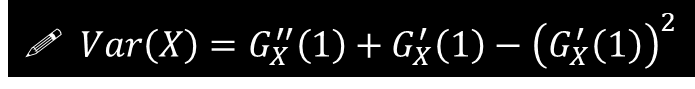 Var(X) = G''_X(1) + G'_X(1) − (G'_X(1))²